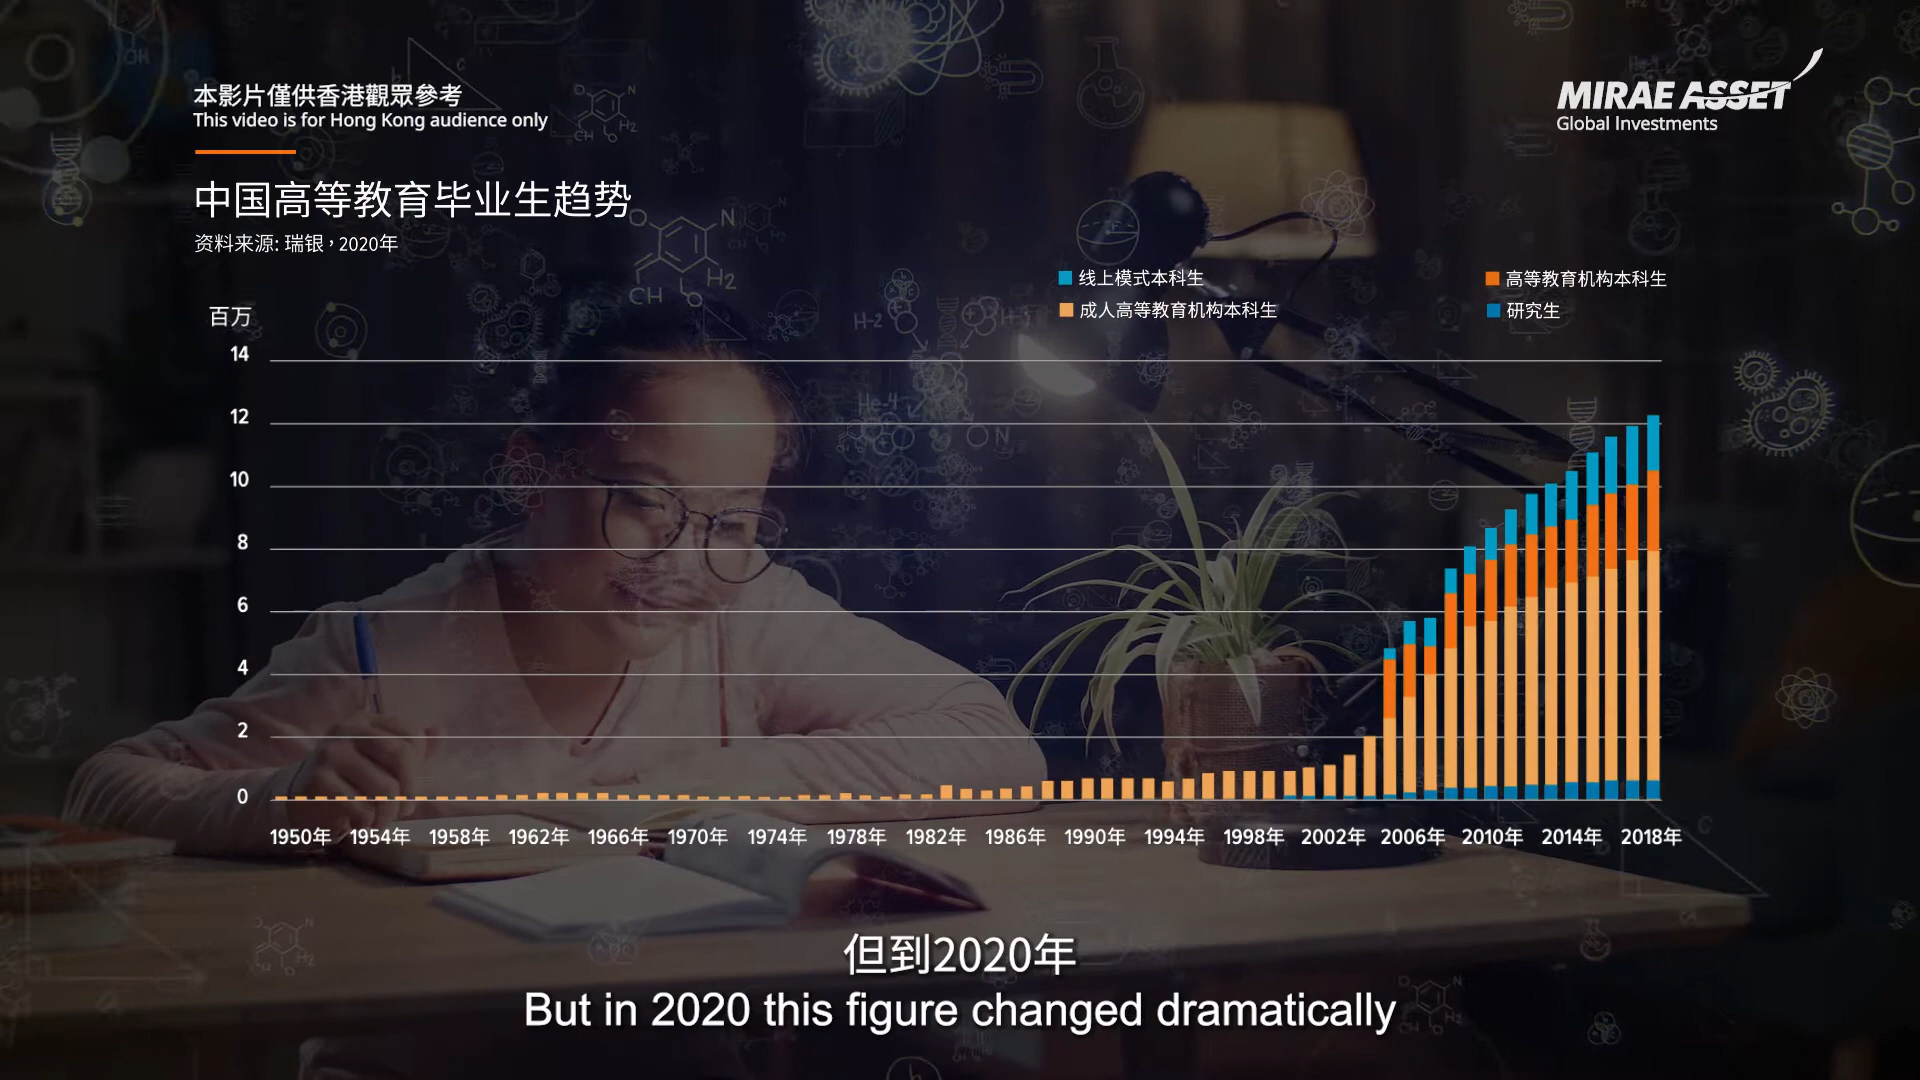 本影片僅供香港觀眾參考
This video is for Hong Kong audience only
MIRAE ASSET
Global Investments
中国高等教育毕业生趋势
资料来源: 瑞银，2020年
线上模式本科生
高等教育机构本科生
成人高等教育机构本科生
研究生
百万
14
12
10
8
6
4
2
0
1950年 1954年 1958年 1962年 1966年 1970年 1974年 1978年 1982年 1986年 1990年 1994年 1998年 2002年 2006年 2010年 2014年 2018年
但到2020年
But in 2020 this figure changed dramatically